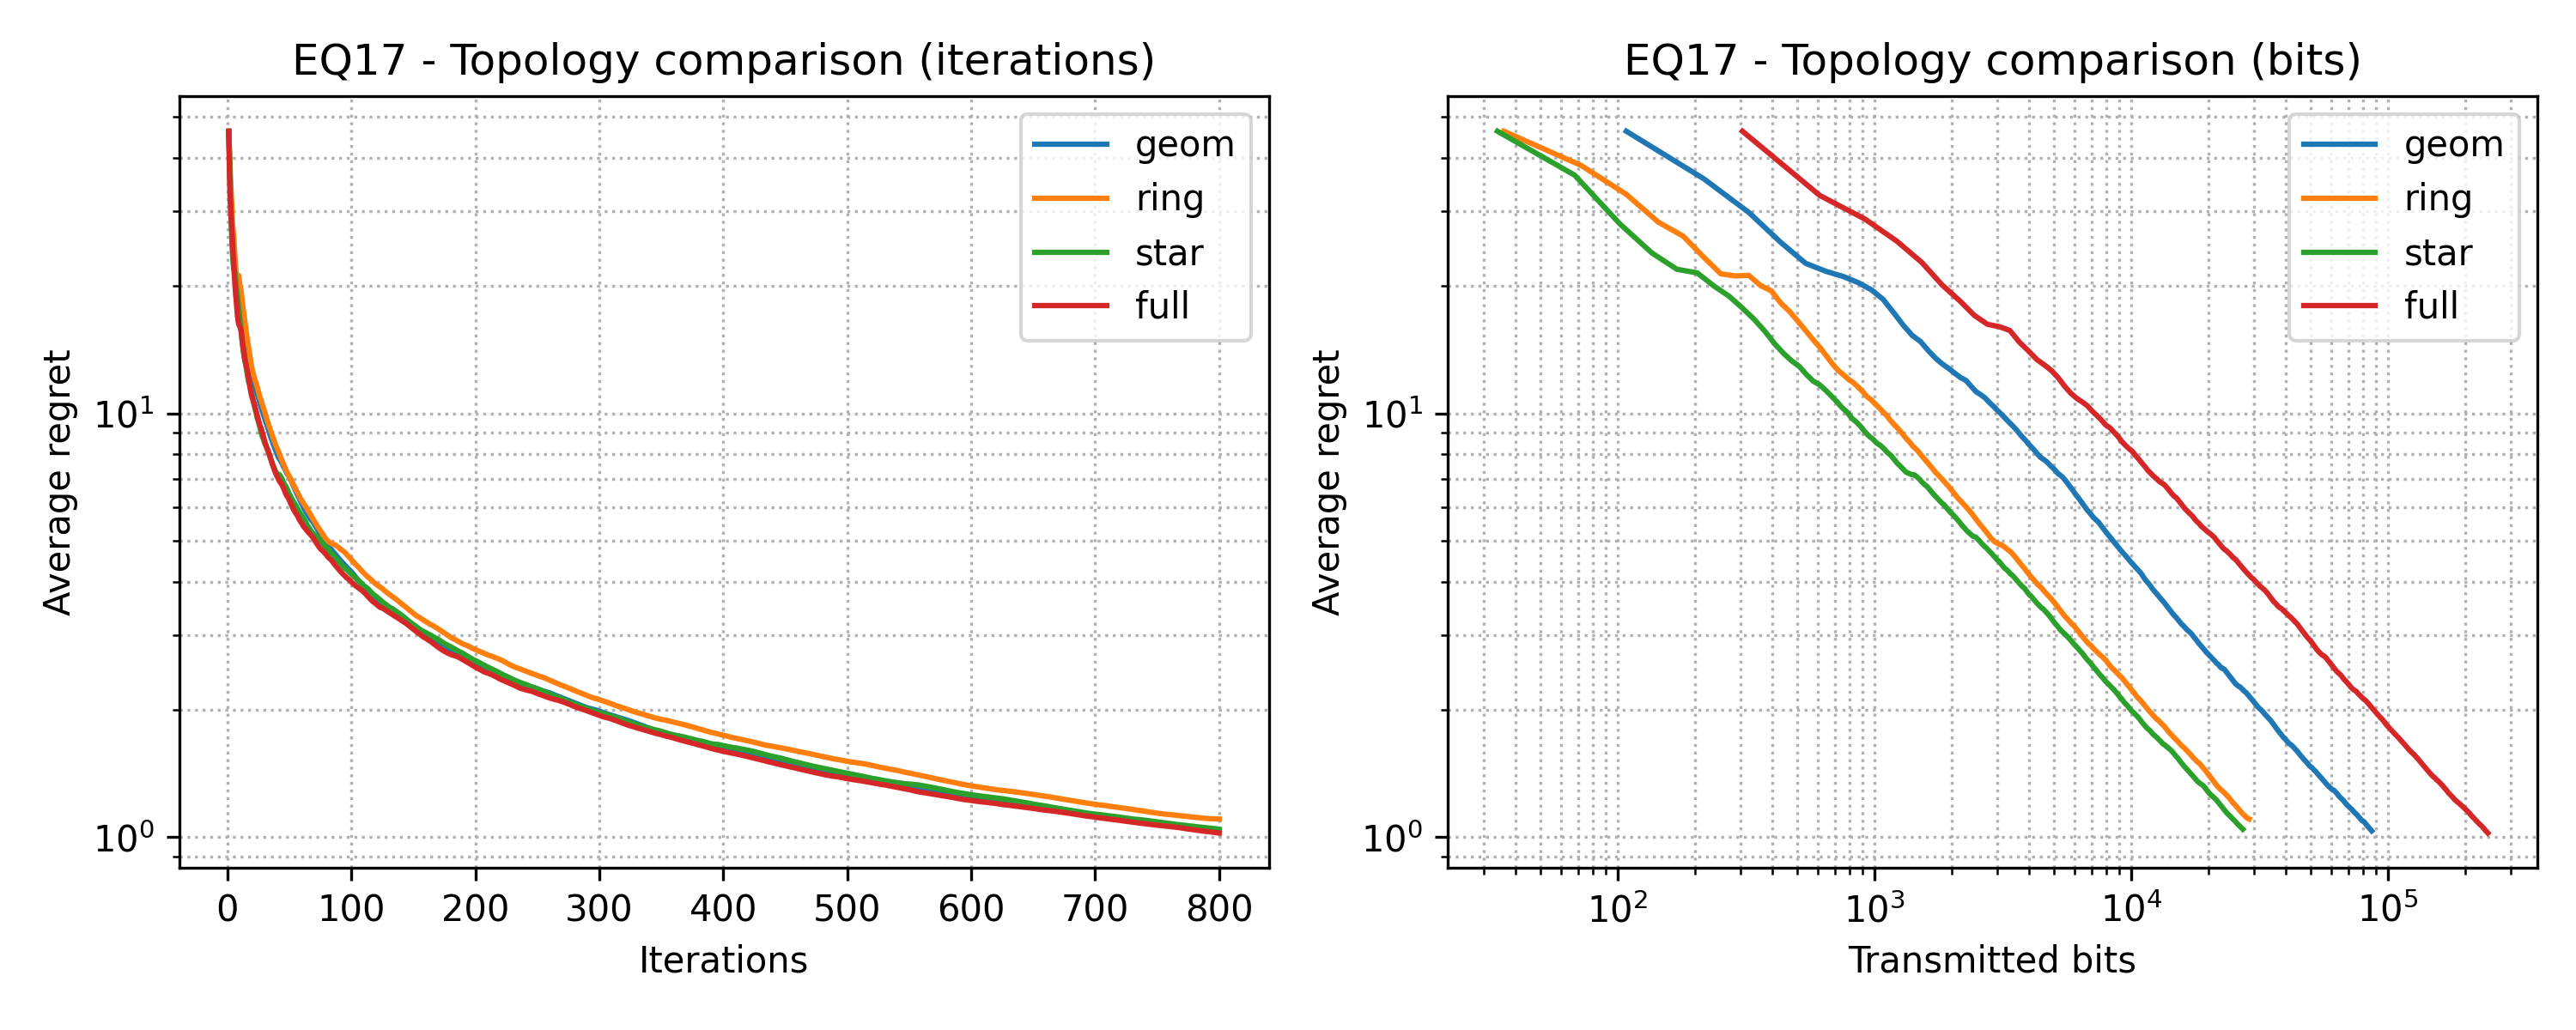 EQ17 - Topology comparison (iterations)
Average regret
10¹
10⁰
0 100 200 300 400 500 600 700 800
Iterations
geom
ring
star
full
EQ17 - Topology comparison (bits)
Average regret
10¹
10⁰
10² 10³ 10⁴ 10⁵
Transmitted bits
geom
ring
star
full